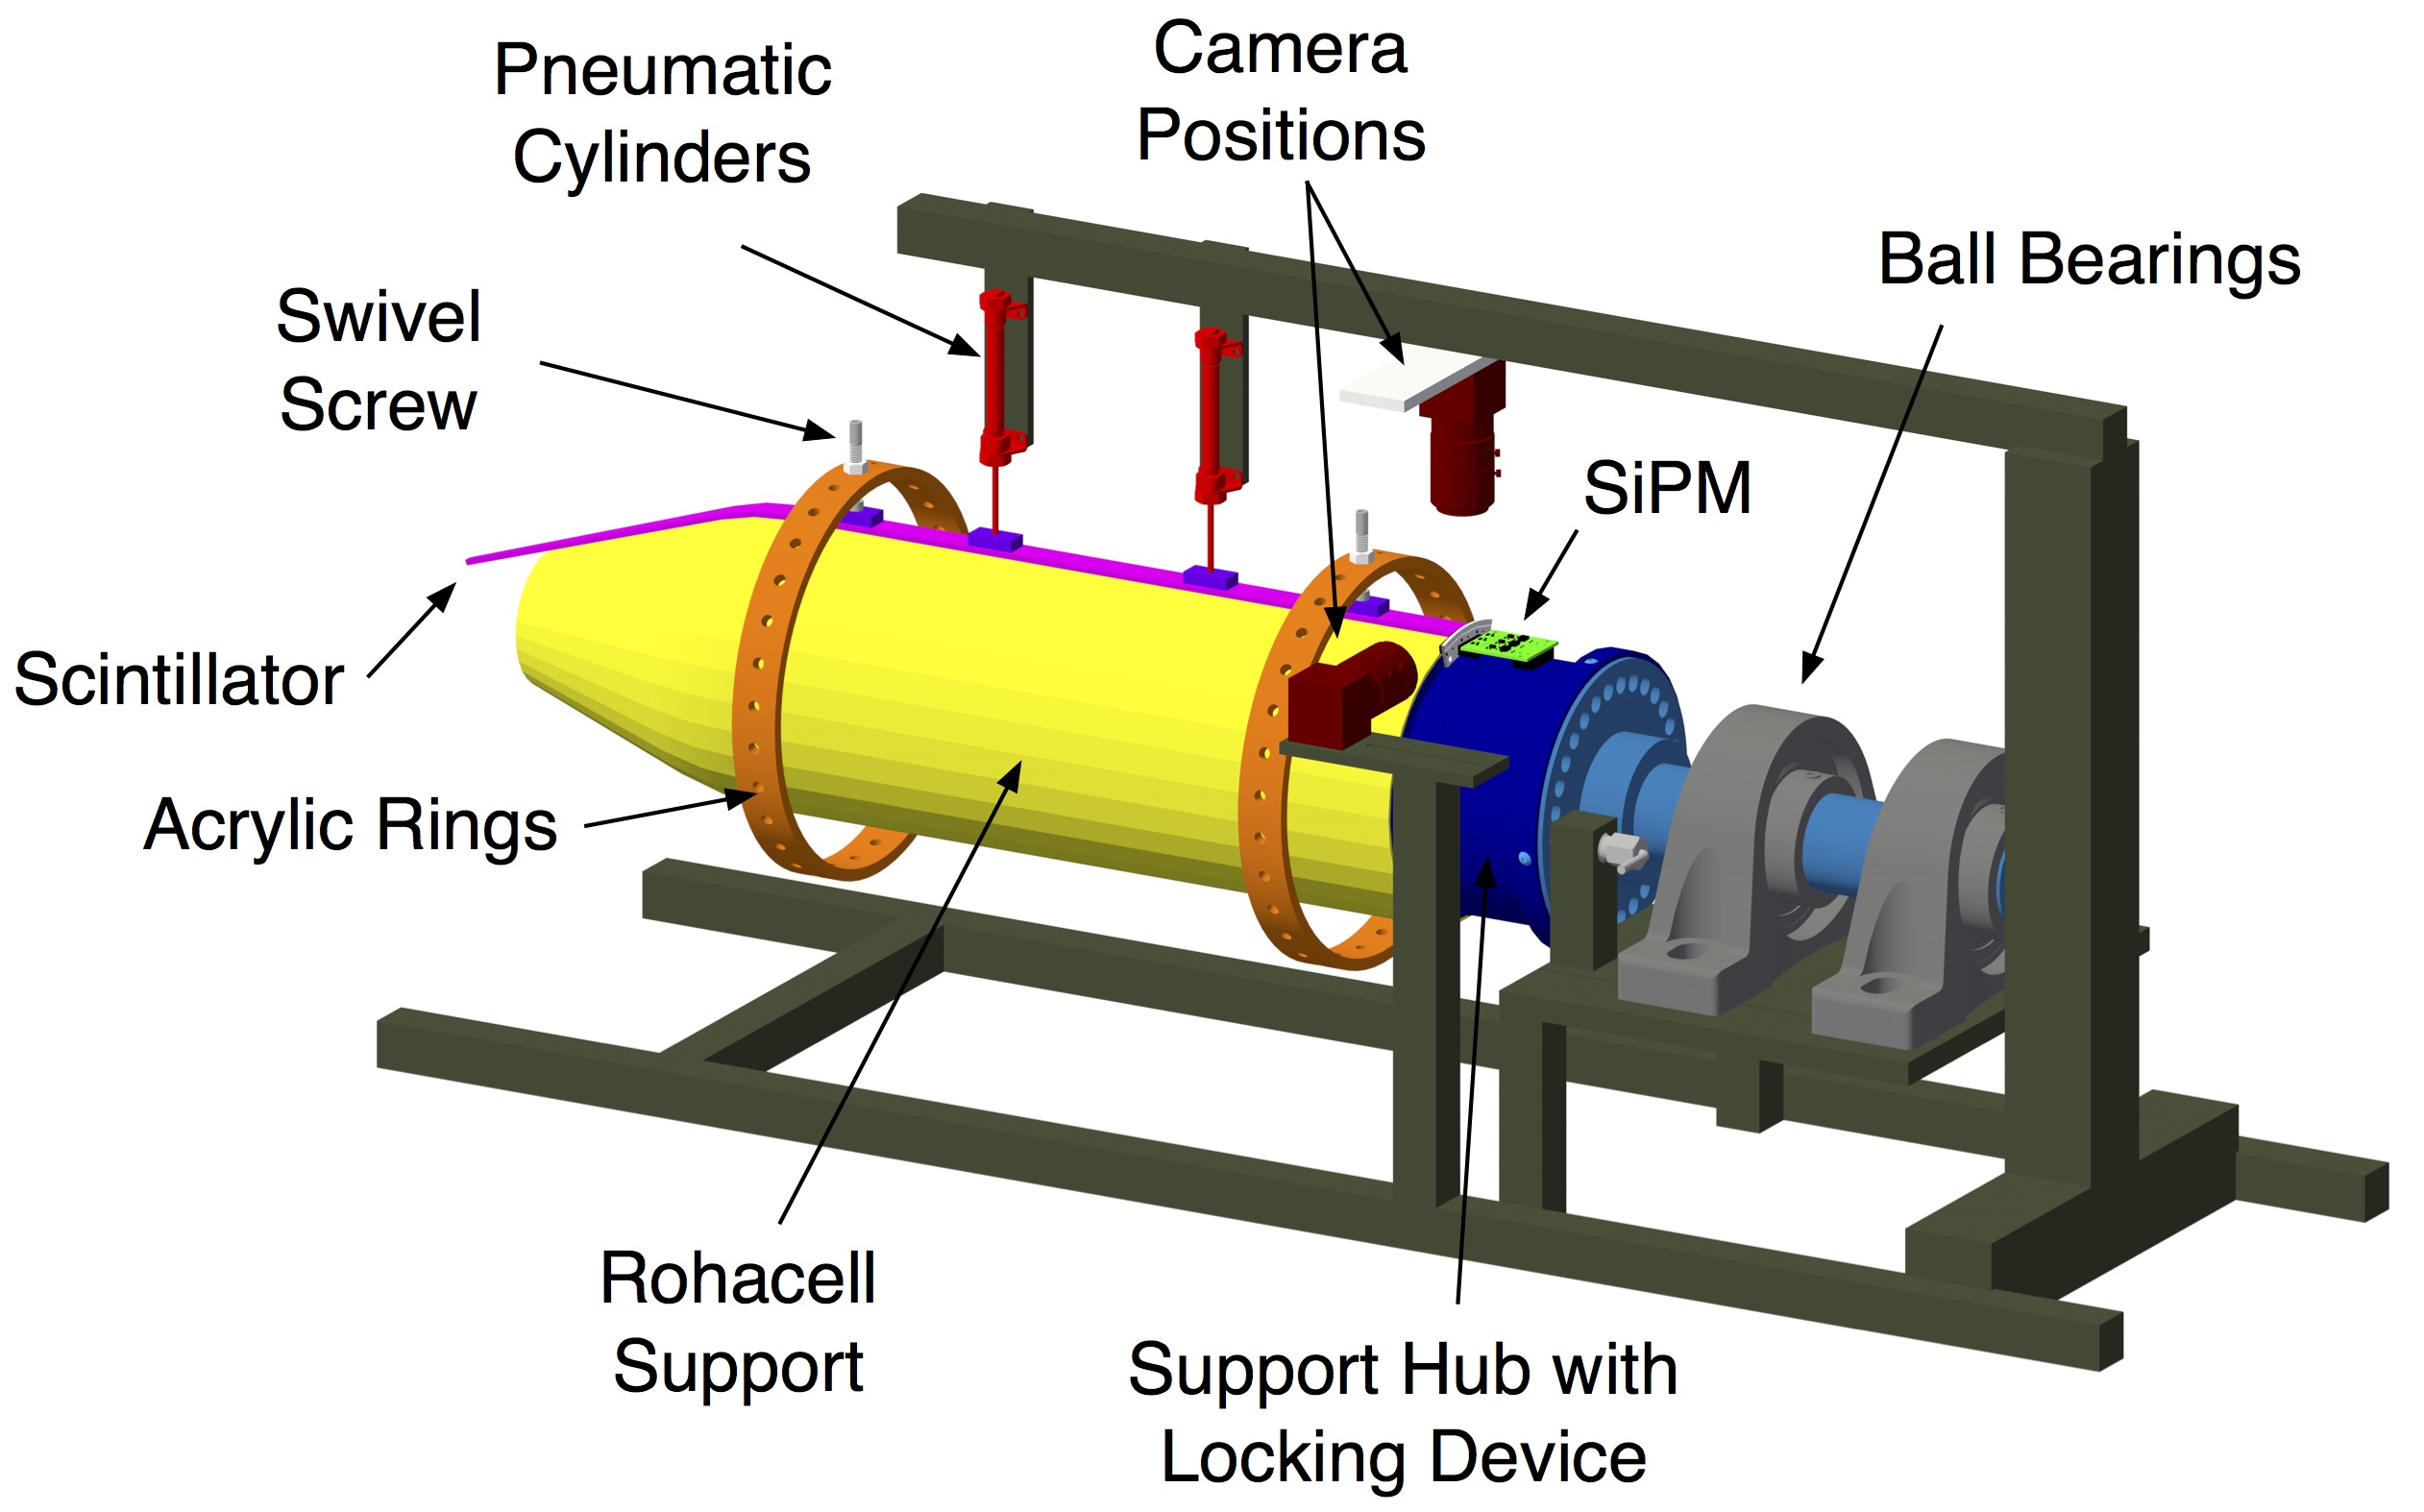 Pneumatic
Cylinders
Camera
Positions
Ball Bearings
Swivel
Screw
SiPM
Scintillator
Acrylic Rings
Rohacell
Support
Support Hub with
Locking Device